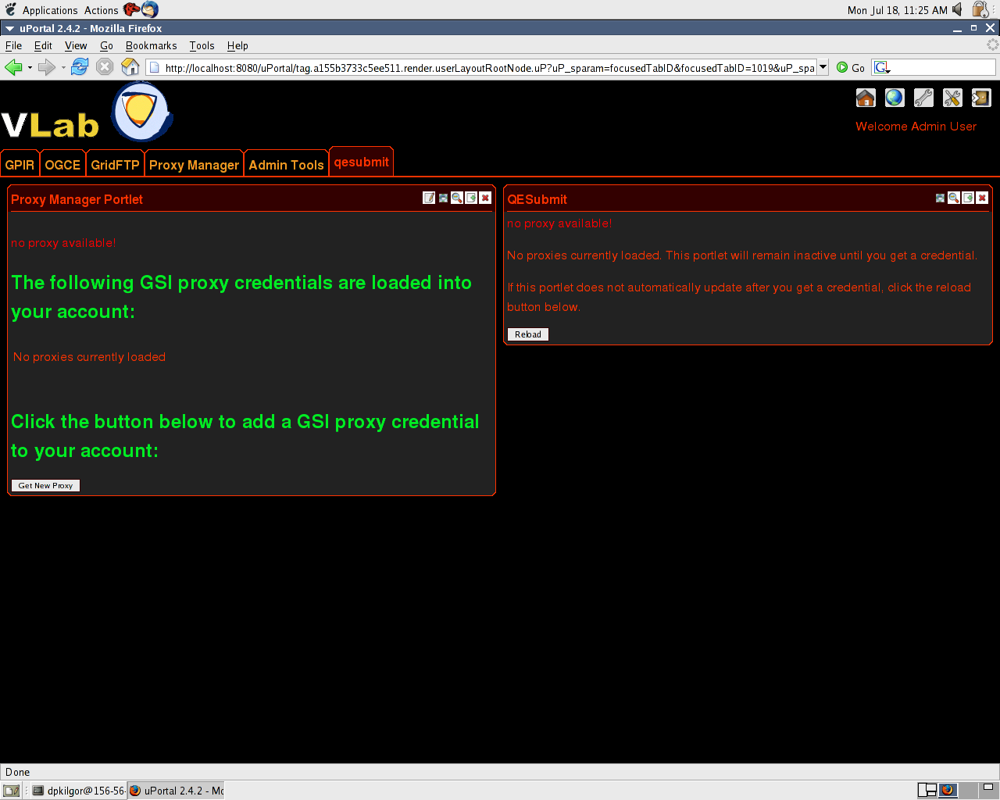 Applications Actions Mon Jul 18, 11:25 AM
uPortal 2.4.2 - Mozilla Firefox
File Edit View Go Bookmarks Tools Help
http://localhost:8080/uPortal/tag.a155b3733c5ee511.render.userLayoutRootNode.uP?uP_sparam=focusedTabID&focusedTabID=1019&uP_spa Go G
VLab
Welcome Admin User
GPIR OGCE GridFTP Proxy Manager Admin Tools qesubmit
Proxy Manager Portlet
no proxy available!
The following GSI proxy credentials are loaded into
your account:
No proxies currently loaded
Click the button below to add a GSI proxy credential
to your account:
Get New Proxy
QESubmit
no proxy available!
No proxies currently loaded. This portlet will remain inactive until you get a credential.
If this portlet does not automatically update after you get a credential, click the reload
button below.
Reload
Done
dpkilgor@156-56- uPortal 2.4.2 - Mo